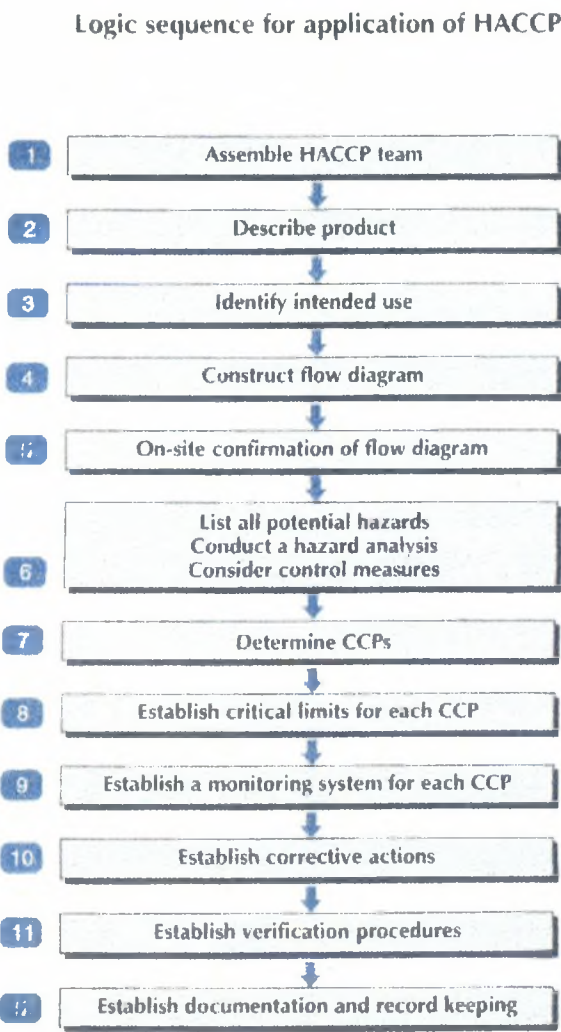 Logic sequence for application of HACCP
1 Assemble HACCP team
2 Describe product
3 Identify intended use
4 Construct flow diagram
On-site confirmation of flow diagram
List all potential hazards
Conduct a hazard analysis
6 Consider control measures
7 Determine CCPs
8 Establish critical limits for each CCP
9 Establish a monitoring system for each CCP
10 Establish corrective actions
11 Establish verification procedures
Establish documentation and record keeping